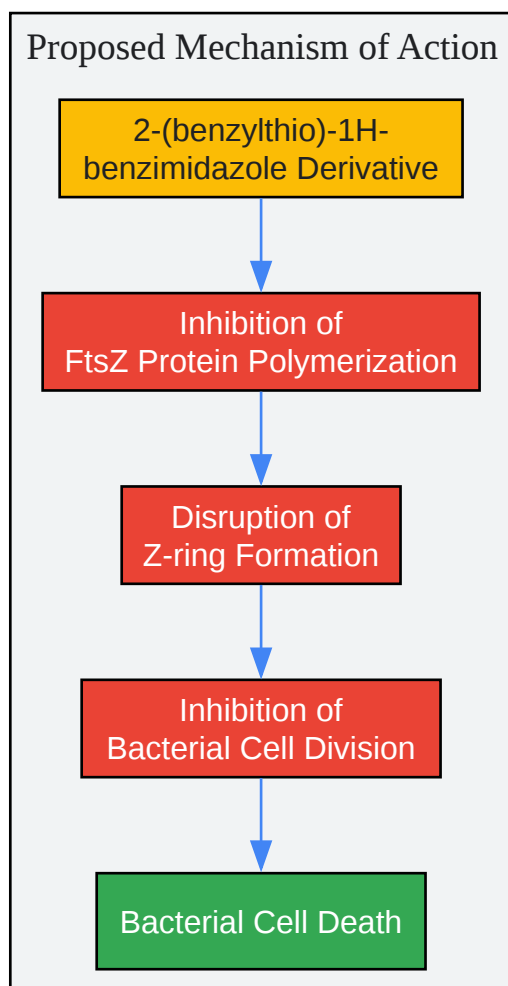 Proposed Mechanism of Action
2-(benzylthio)-1H-
benzimidazole Derivative
Inhibition of
FtsZ Protein Polymerization
Disruption of
Z-ring Formation
Inhibition of
Bacterial Cell Division
Bacterial Cell Death